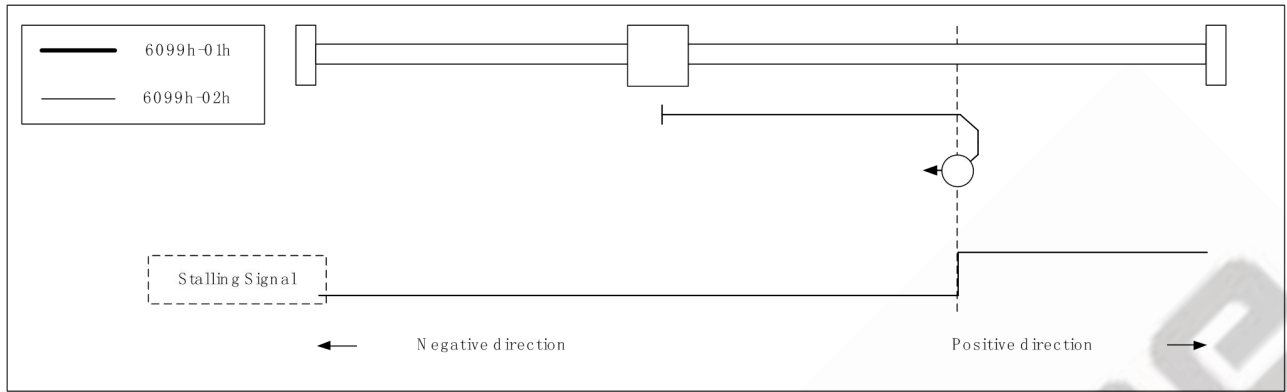 6099h-01h
6099h-02h
Stalling Signal
Negative direction
Positive direction